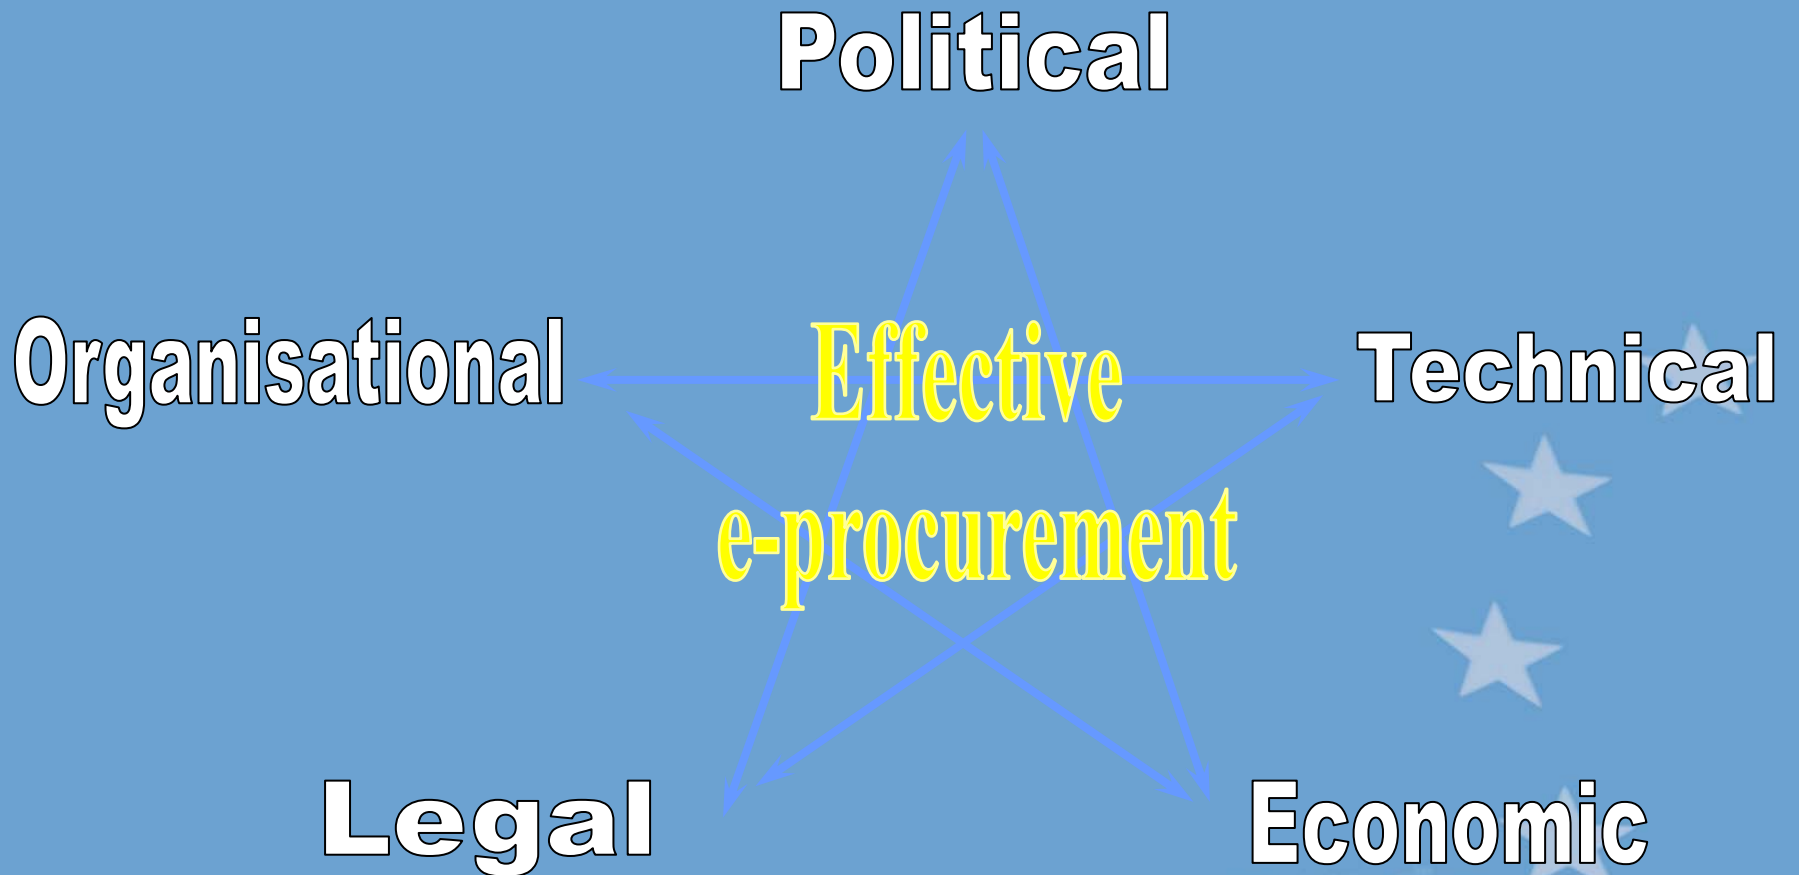 Political
Organisational
Effective
Technical
e-procurement
Legal
Economic